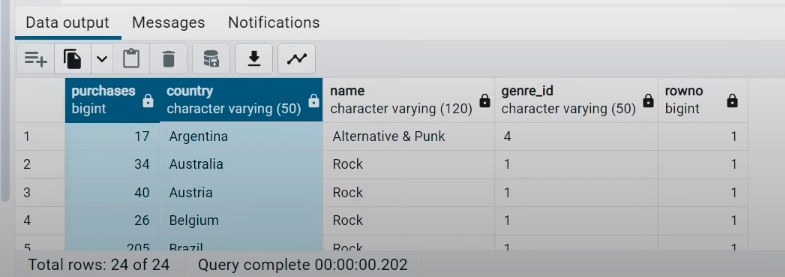 Data output Messages Notifications
purchases country name genre_id rowno
bigint character varying (50) character varying (120) character varying (50) bigint
1 17 Argentina Alternative & Punk 4 1
2 34 Australia Rock 1 1
3 40 Austria Rock 1 1
4 26 Belgium Rock 1 1
5 205 Brazil Rock 1 1
Total rows: 24 of 24 Query complete 00:00:00.202